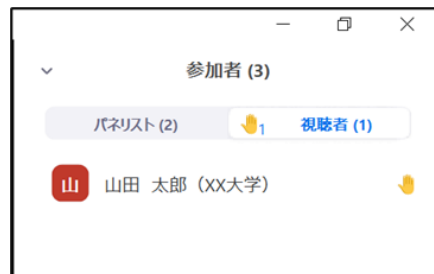 参加者 (3)
パネリスト (2) 1 視聴者 (1)
山 山田 太郎（XX大学）